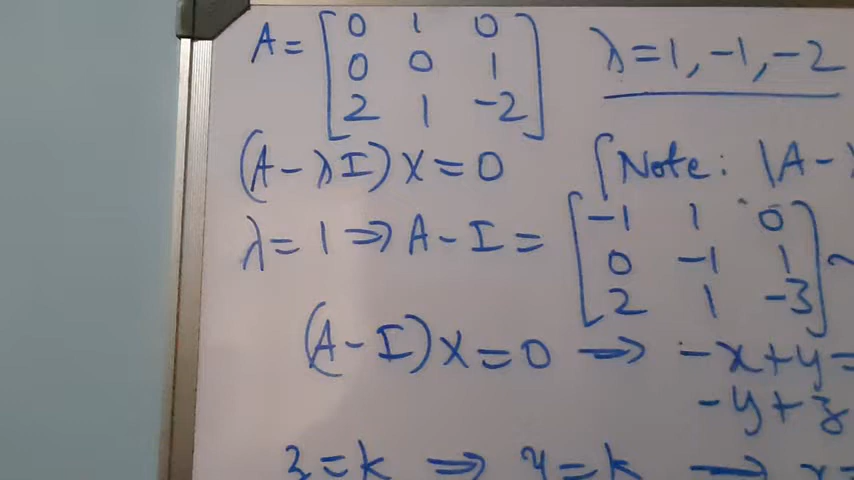 A = [0 1 0
0 0 1
2 1 -2] λ = 1, -1, -2
(A - λI) X = 0 [Note: |A -
λ = 1 ⇒ A - I = [-1 1 0
0 -1 1
2 1 -3] ~
(A - I) X = 0 → -x + y =
-y + z
z = k ⇒ y = k →